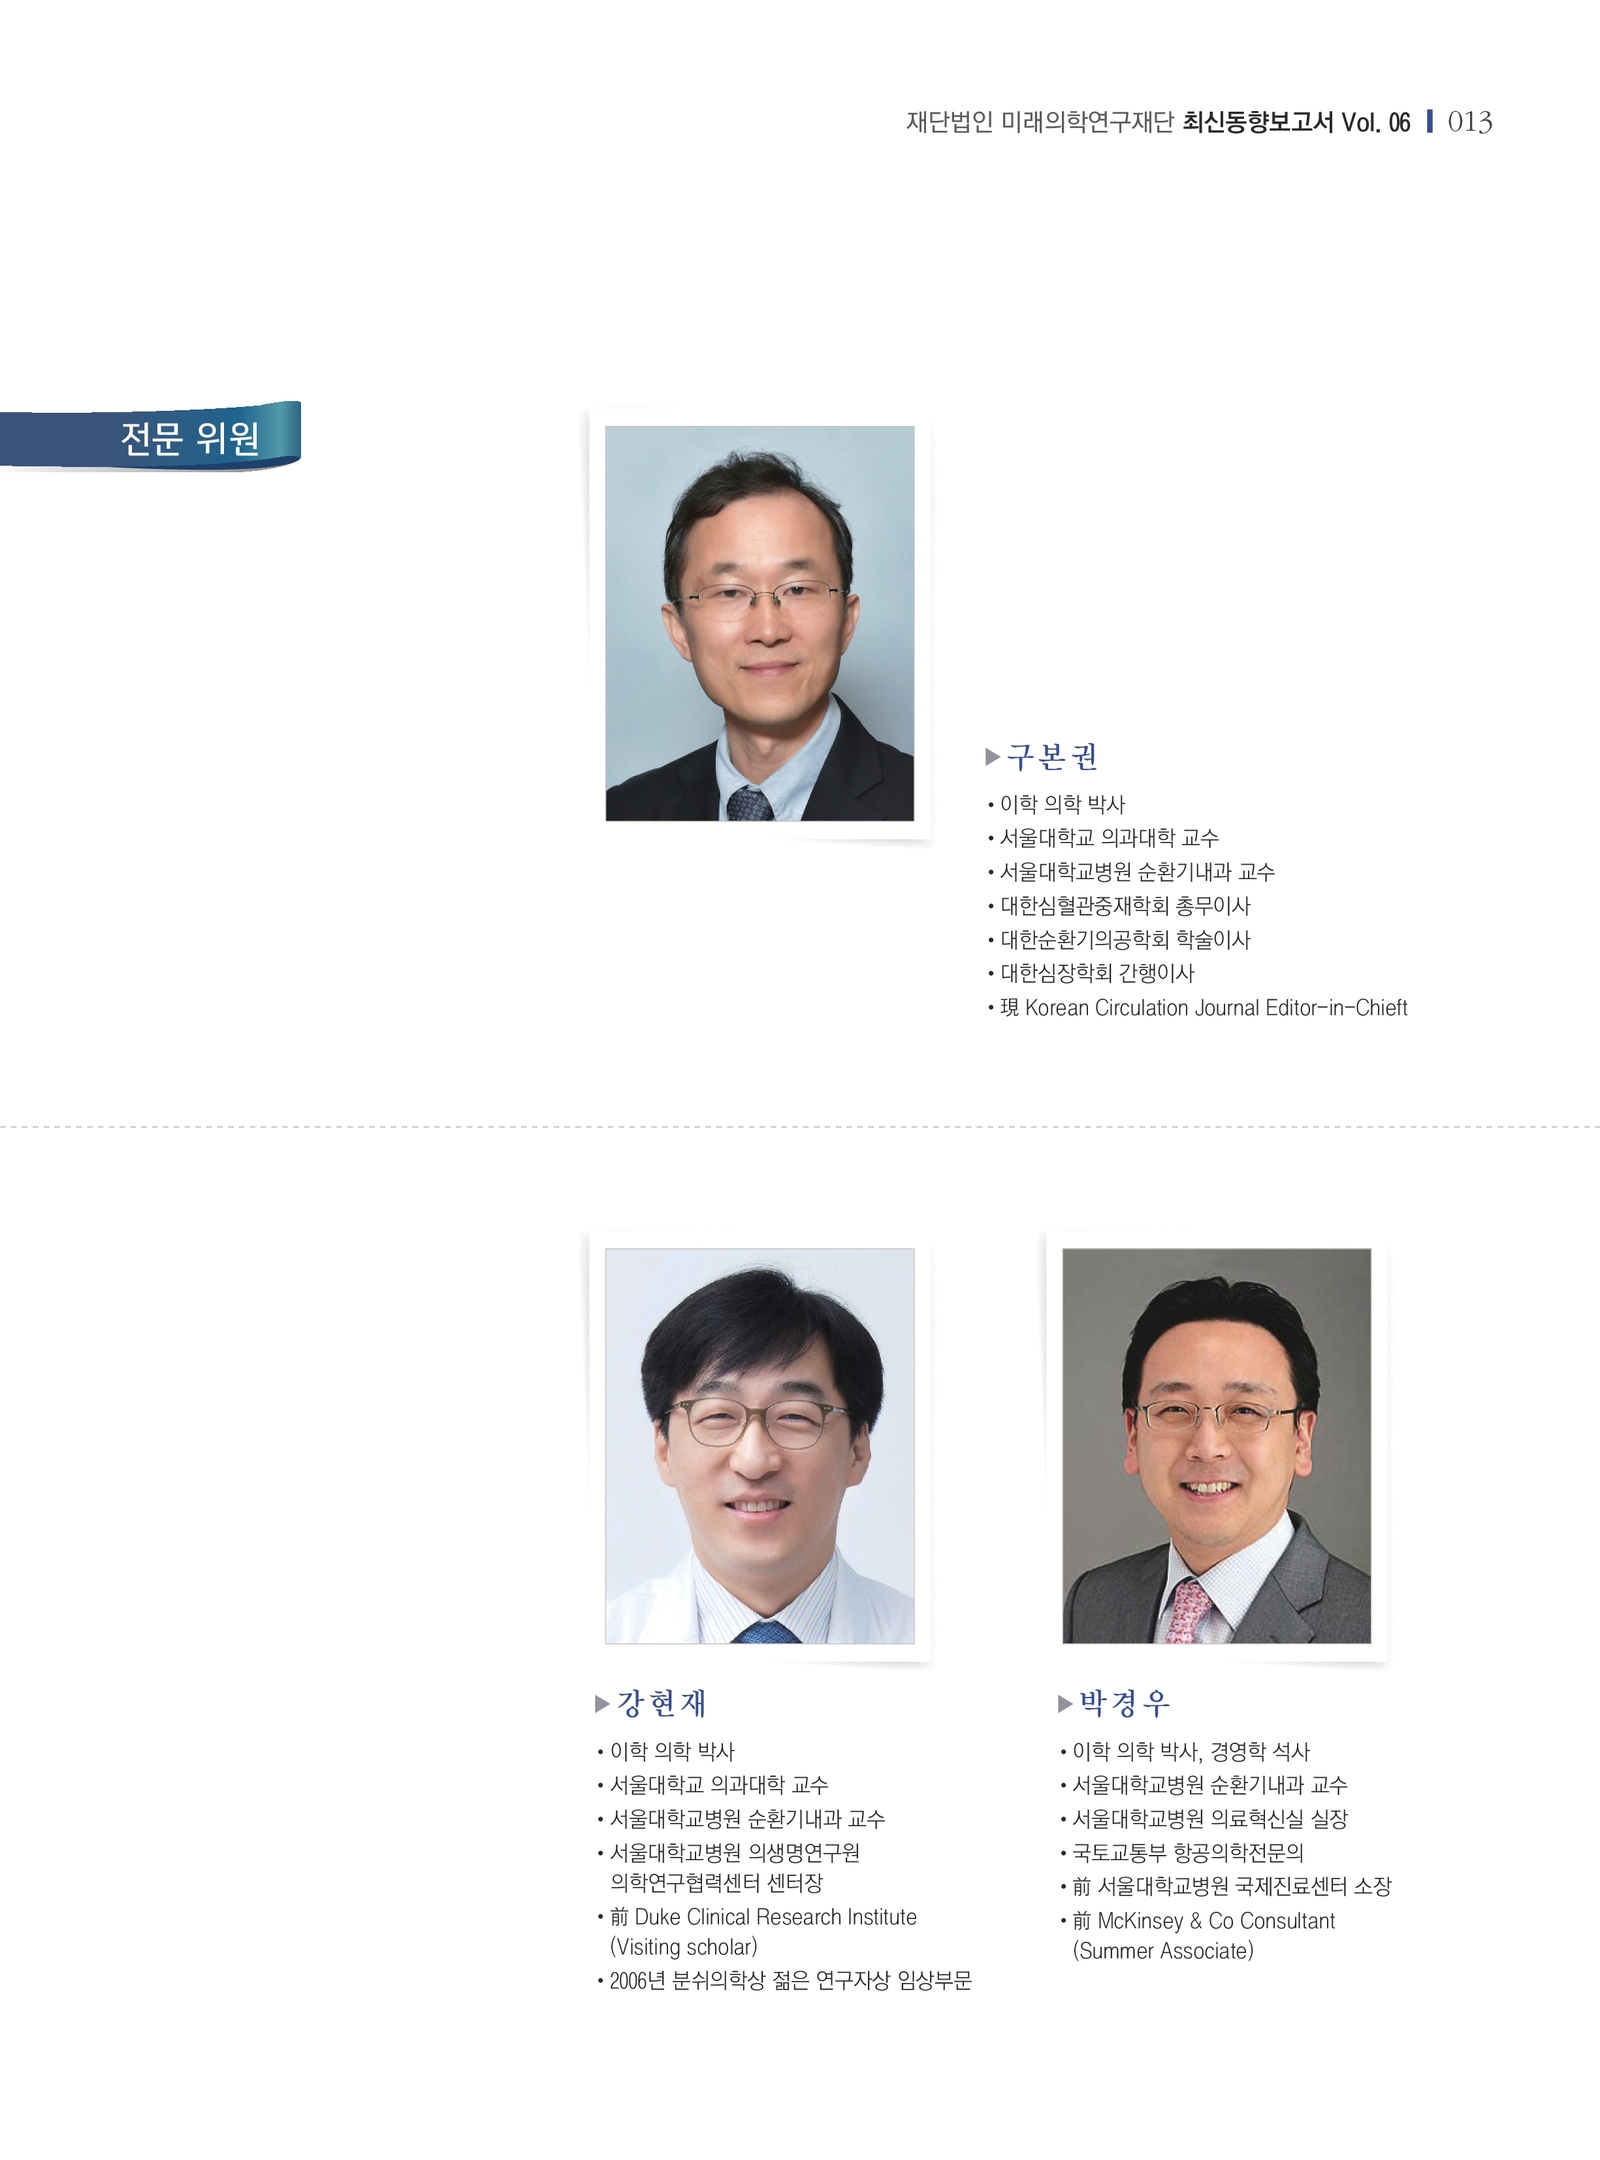 재단법인 미래의학연구재단 최신동향보고서 Vol. 06 013
전문 위원
▶구본권
• 이학 의학 박사
• 서울대학교 의과대학 교수
• 서울대학교병원 순환기내과 교수
• 대한심혈관중재학회 총무이사
• 대한순환기의공학회 학술이사
• 대한심장학회 간행이사
• 現 Korean Circulation Journal Editor-in-Chieft
▶강현재
• 이학 의학 박사
• 서울대학교 의과대학 교수
• 서울대학교병원 순환기내과 교수
• 서울대학교병원 의생명연구원
의학연구협력센터 센터장
• 前 Duke Clinical Research Institute
(Visiting scholar)
• 2006년 분쉬의학상 젊은 연구자상 임상부문
▶박경우
• 이학 의학 박사, 경영학 석사
• 서울대학교병원 순환기내과 교수
• 서울대학교병원 의료혁신실 실장
• 국토교통부 항공의학전문의
• 前 서울대학교병원 국제진료센터 소장
• 前 McKinsey & Co Consultant
(Summer Associate)